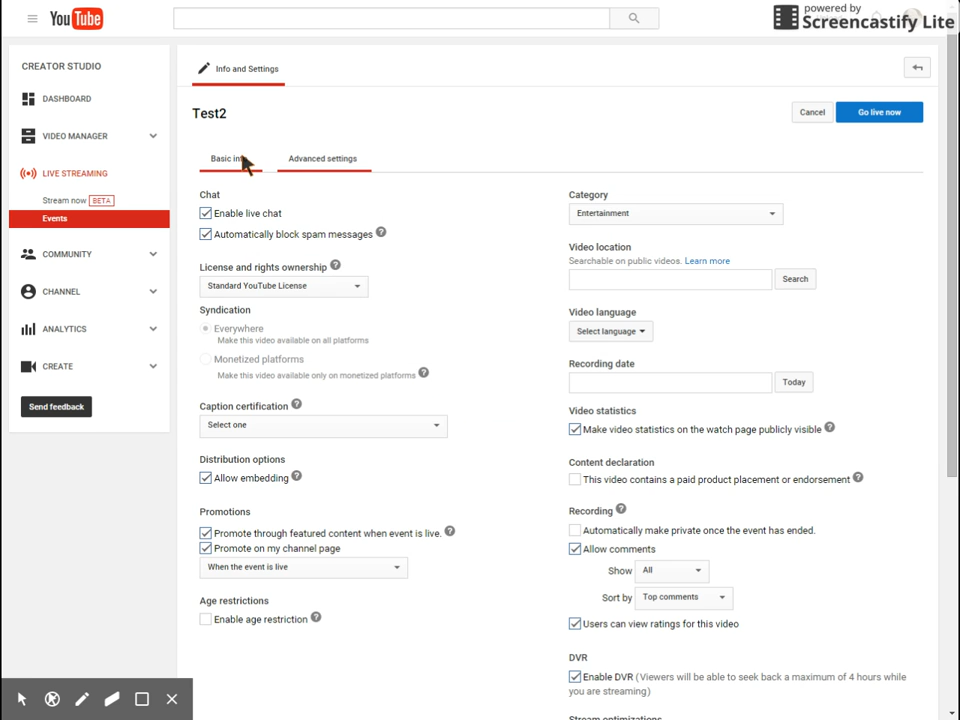 YouTube
powered by
Screencastify Lite
CREATOR STUDIO
DASHBOARD
VIDEO MANAGER
LIVE STREAMING
Stream now BETA
Events
COMMUNITY
CHANNEL
ANALYTICS
CREATE
Send feedback
Info and Settings
Test2
Cancel
Go live now
Basic
Advanced settings
Chat
Enable live chat
Automatically block spam messages ?
License and rights ownership ?
Standard YouTube License
Syndication
Everywhere
Make this video available on all platforms
Monetized platforms
Make this video available only on monetized platforms ?
Caption certification ?
Select one
Distribution options
Allow embedding ?
Promotions
Promote through featured content when event is live. ?
Promote on my channel page
When the event is live
Age restrictions
Enable age restriction ?
Category
Entertainment
Video location
Searchable on public videos. Learn more
Search
Video language
Select language
Recording date
Today
Video statistics
Make video statistics on the watch page publicly visible ?
Content declaration
This video contains a paid product placement or endorsement ?
Recording ?
Automatically make private once the event has ended.
Allow comments
Show All
Sort by Top comments
Users can view ratings for this video
DVR
Enable DVR (Viewers will be able to seek back a maximum of 4 hours while
you are streaming)
Stream optimizations